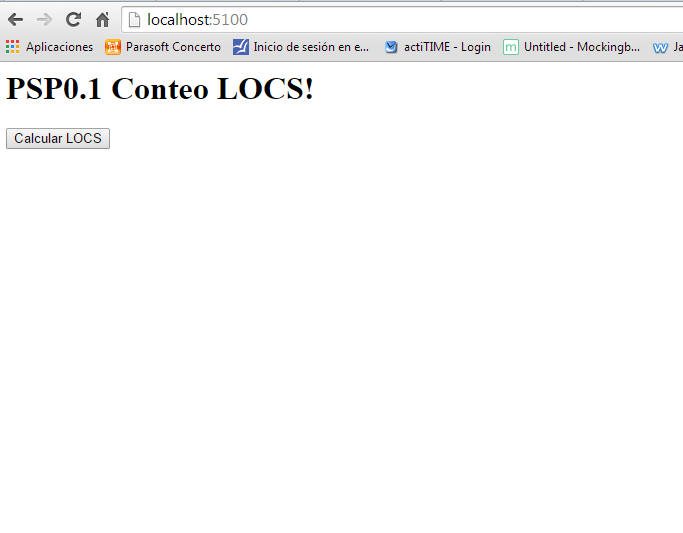 localhost:5100
Aplicaciones Parasoft Concerto Inicio de sesión en e... actiTIME - Login Untitled - Mockingb... Ja
PSP0.1 Conteo LOCS!
Calcular LOCS